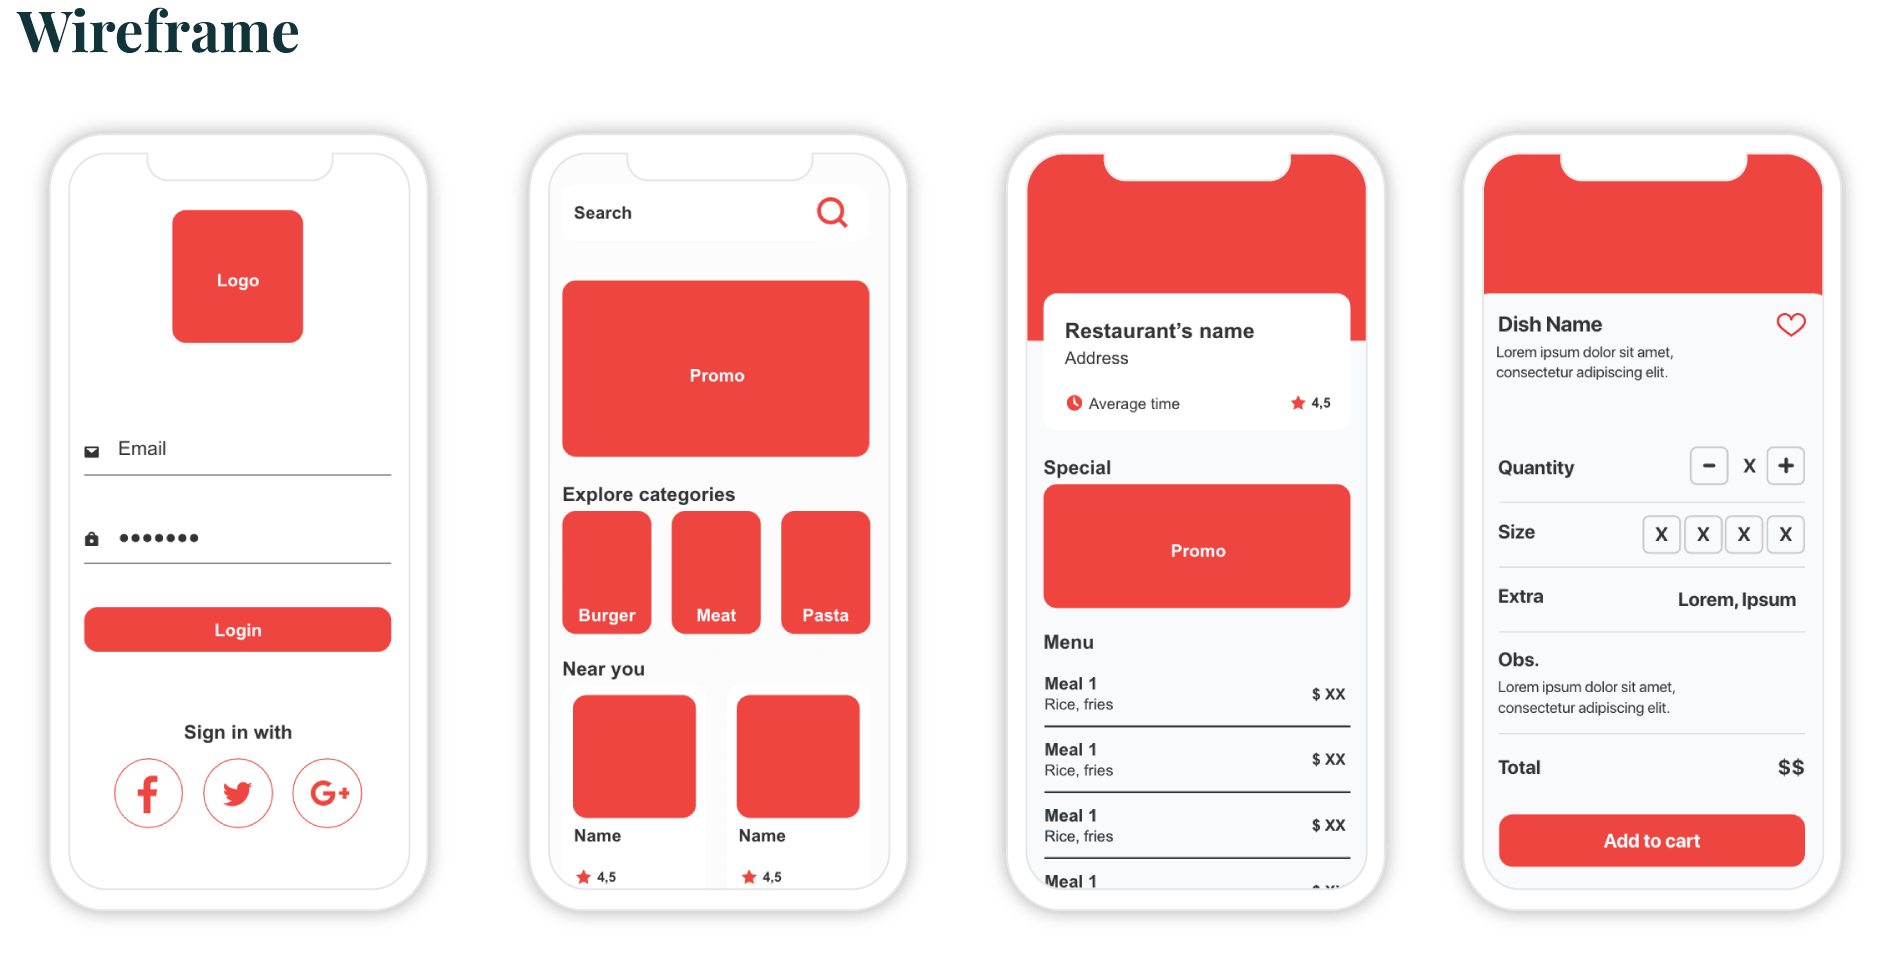 Wireframe
Logo
Email
Login
Sign in with
Search
Promo
Explore categories
Burger Meat Pasta
Near you
Name Name
4,5 4,5
Restaurant’s name
Address
Average time 4,5
Special
Promo
Menu
Meal 1
$ XX
Rice, fries
Meal 1
$ XX
Rice, fries
Meal 1
$ XX
Rice, fries
Meal 1
Dish Name
Lorem ipsum dolor sit amet,
consectetur adipiscing elit.
Quantity - X +
Size X X X X
Extra Lorem, Ipsum
Obs.
Lorem ipsum dolor sit amet,
consectetur adipiscing elit.
Total $$
Add to cart